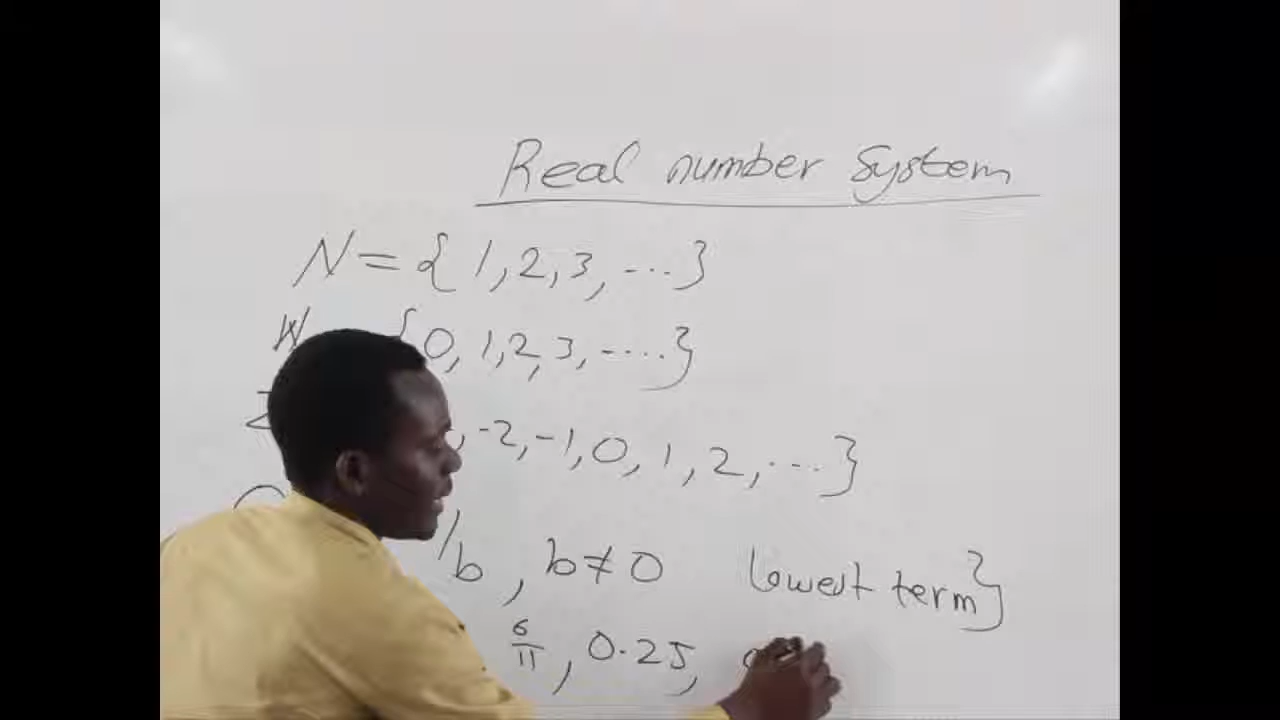 Real number System
N = { 1, 2, 3, ... }
W { 0, 1, 2, 3, .... }
Z , -2, -1, 0, 1, 2, ... }
/b , b ≠ 0 lowest term }
6/11 , 0.25,